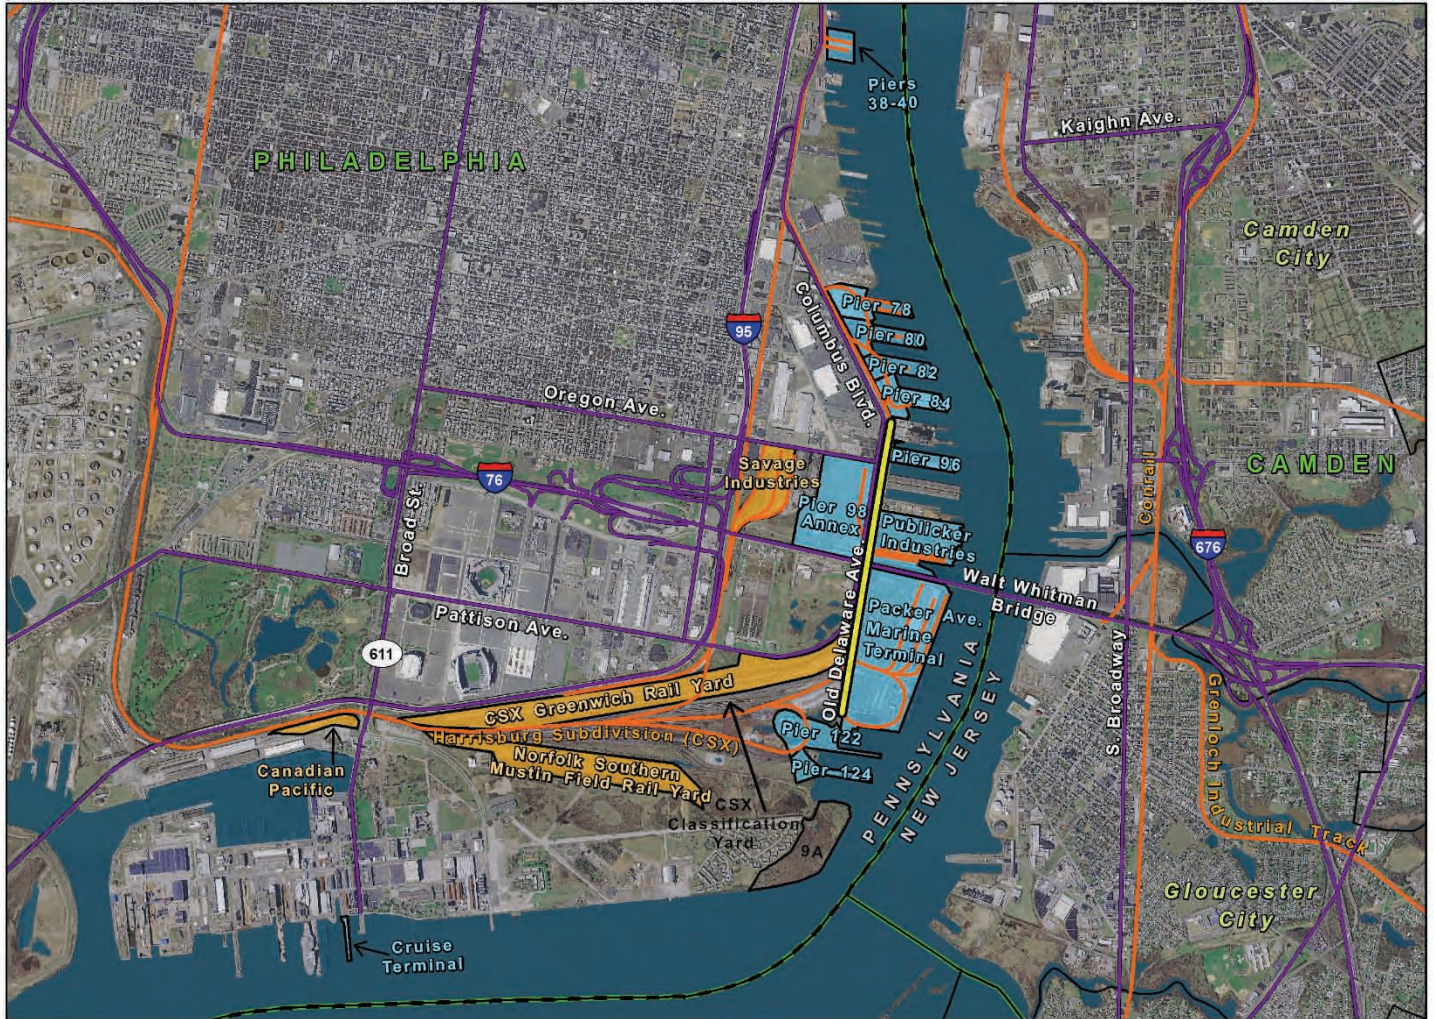 Piers
38-40
Kaighn Ave.
PHILADELPHIA
Camden
City
Pier 78
95
Columbus Blvd.
Pier 80
Pier 82
Pier 84
Oregon Ave.
Savage
Industries
Pier 96
CAMDEN
76
Broad St.
Pier 98
Annex
Conrail
Publicker
Industries
676
Walt Whitman
Bridge
Pattison Ave.
Packer Ave.
Marine
Terminal
611
Old Delaware Ave.
PENNSYLVANIA
NEW JERSEY
S. Broadway
Grenloch Industrial Track
CSX Greenwich Rail Yard
Harrisburg Subdivision (CSX)
Pier 122
Canadian
Pacific
Norfolk Southern
Mustin Field Rail Yard
Pier 124
CSX
Classification
Yard
9A
Gloucester
City
Cruise
Terminal